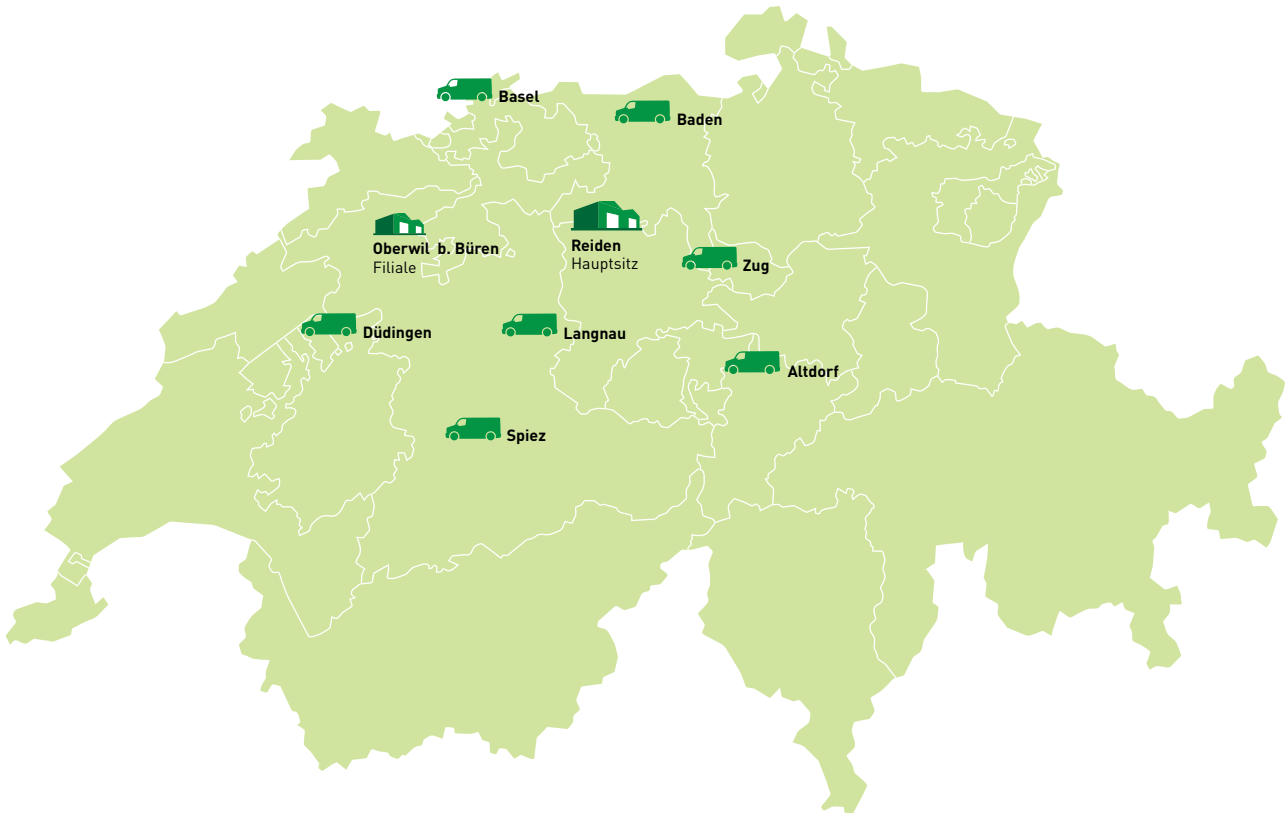 Basel
Baden
Oberwil b. Büren
Filiale
Reiden
Hauptsitz
Zug
Düdingen
Langnau
Altdorf
Spiez